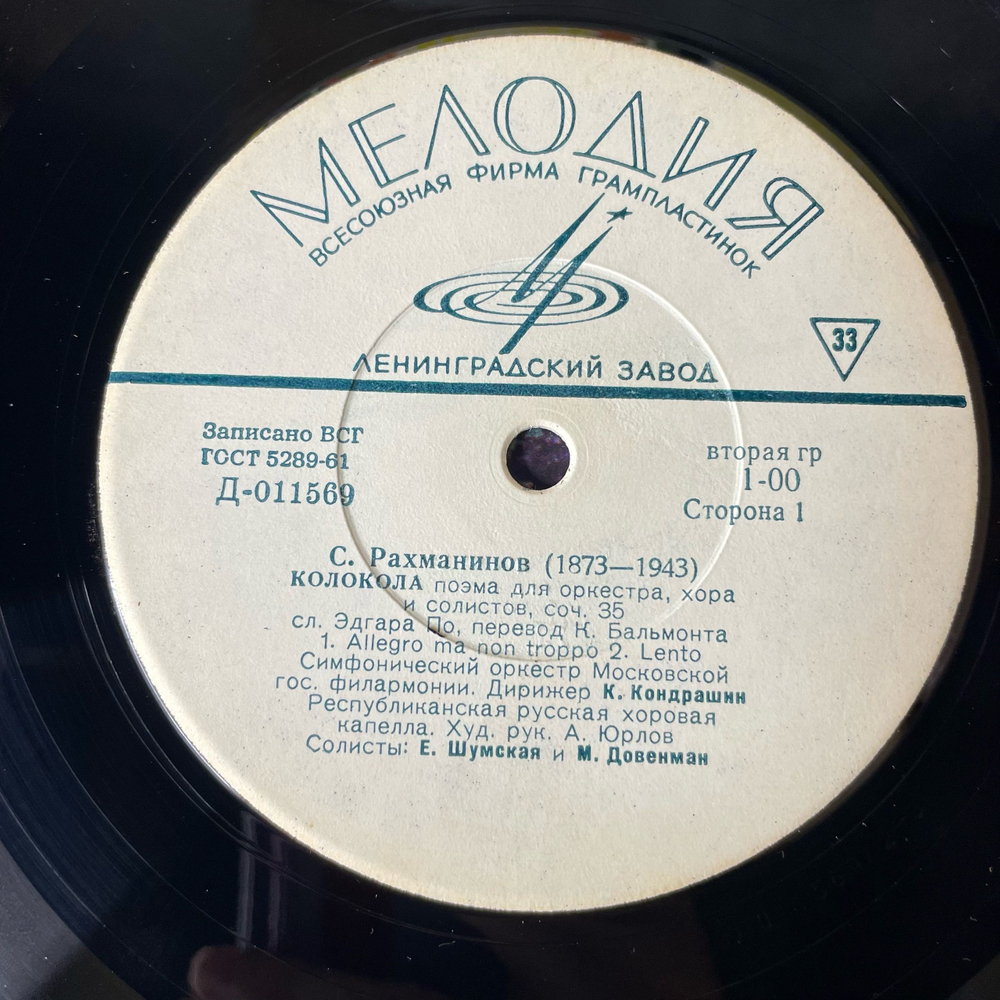 МЕЛОДИЯ
ВСЕСОЮЗНАЯ ФИРМА ГРАМПЛАСТИНОК
33
ЛЕНИНГРАДСКИЙ ЗАВОД
Записано ВСГ
ГОСТ 5289-61
Д-011569
вторая гр
1-00
Сторона 1
С. Рахманинов (1873—1943)
КОЛОКОЛА поэма для оркестра, хора
и солистов, соч. 35
сл. Эдгара По, перевод К. Бальмонта
1. Allegro ma non troppo 2. Lento
Симфонический оркестр Московской
гос. филармонии. Дирижер К. Кондрашин
Республиканская русская хоровая
капелла. Худ. рук. А. Юрлов
Солисты: Е. Шумская и М. Довенман